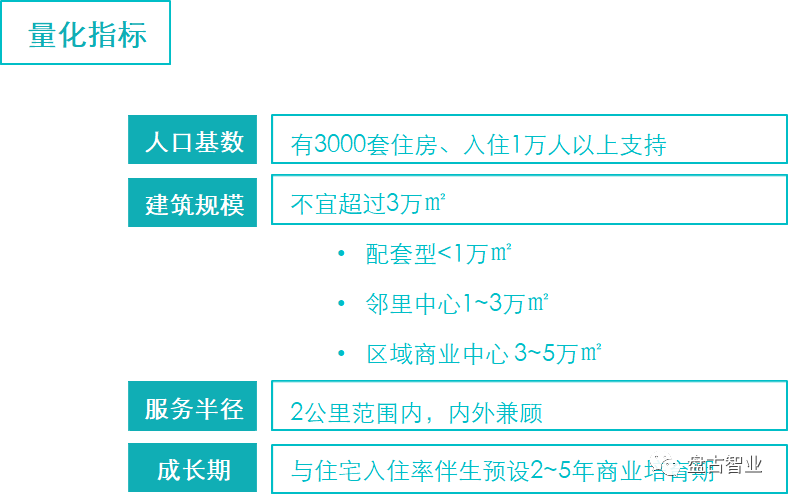 量化指标
人口基数
有3000套住房、入住1万人以上支持
建筑规模
不宜超过3万㎡
• 配套型<1万㎡
• 邻里中心1~3万㎡
• 区域商业中心 3~5万㎡
服务半径
2公里范围内，内外兼顾
成长期
与住宅入住率伴生预设2~5年商业培育期
盘古智业